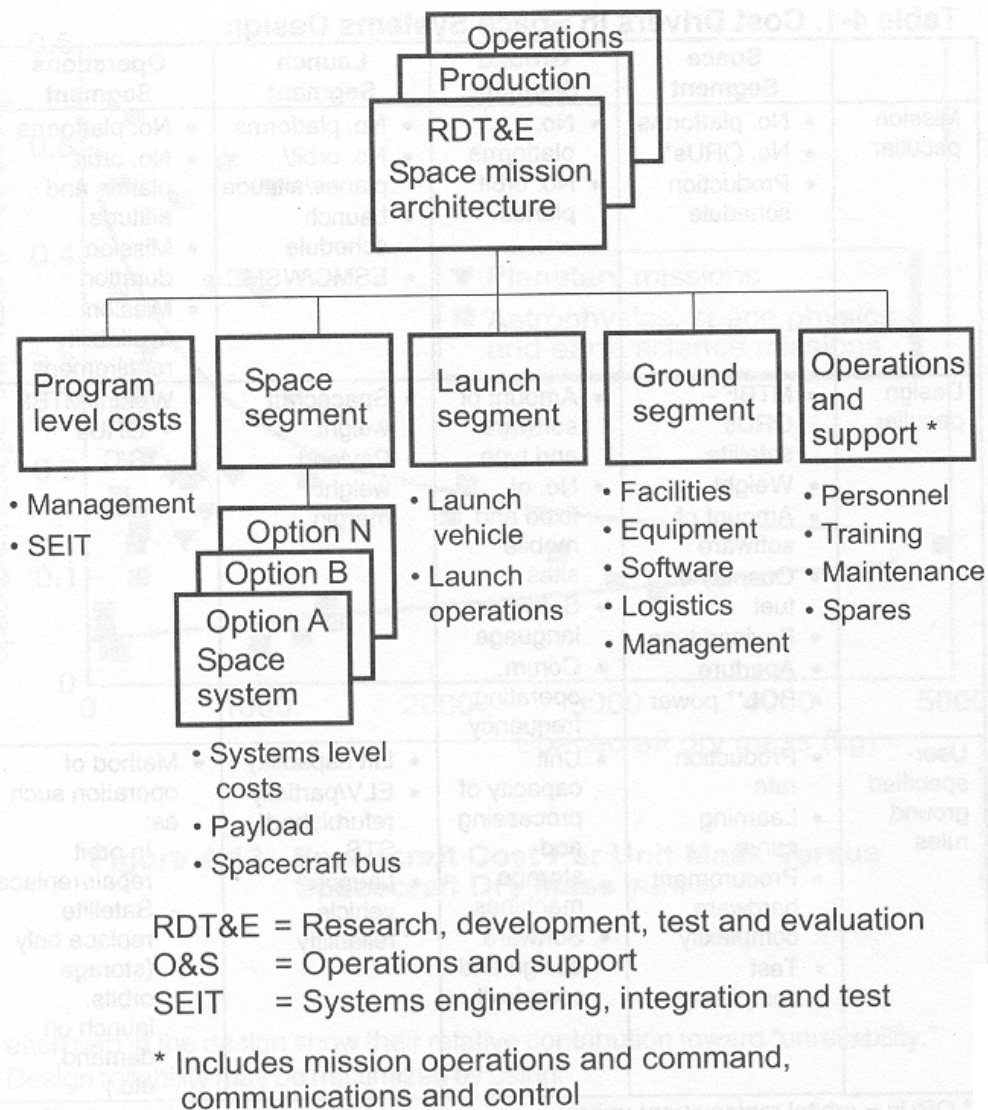 Operations
Production
RDT&E
Space mission
architecture
Program
level costs
• Management
• SEIT
Space
segment
Option N
Option B
Option A
Space
system
• Systems level
costs
• Payload
• Spacecraft bus
Launch
segment
• Launch
vehicle
• Launch
operations
Ground
segment
• Facilities
• Equipment
• Software
• Logistics
• Management
Operations
and
support *
• Personnel
• Training
• Maintenance
• Spares
RDT&E = Research, development, test and evaluation
O&S = Operations and support
SEIT = Systems engineering, integration and test
* Includes mission operations and command,
communications and control